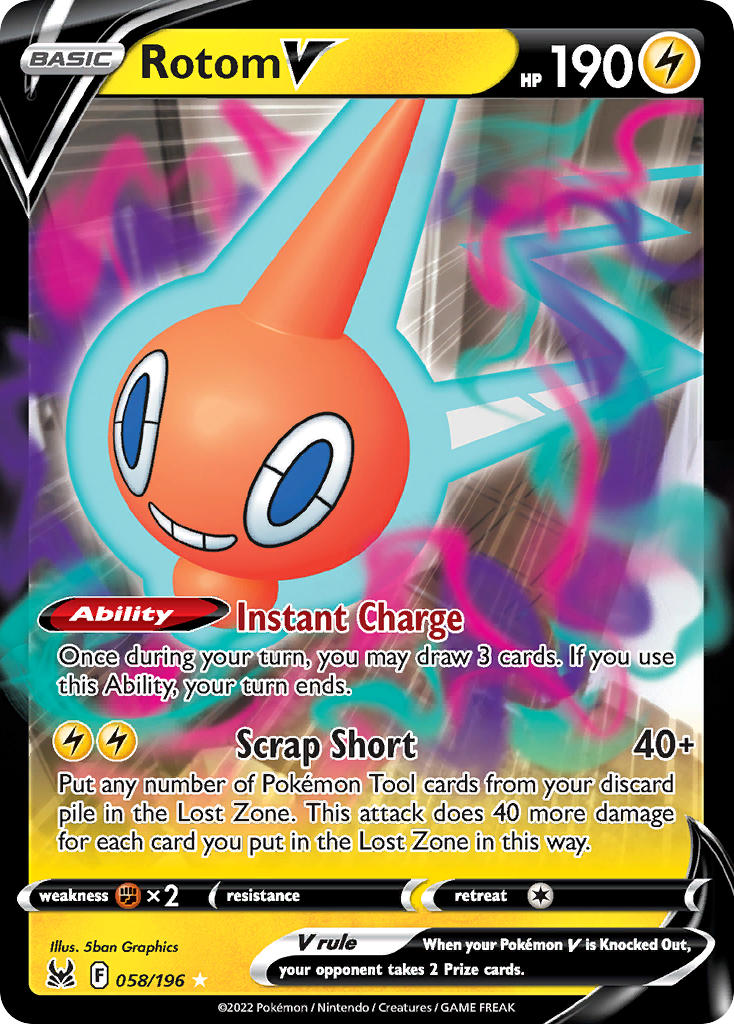 BASIC
Rotom V
HP 190
Ability Instant Charge
Once during your turn, you may draw 3 cards. If you use
this Ability, your turn ends.
Scrap Short 40+
Put any number of Pokémon Tool cards from your discard
pile in the Lost Zone. This attack does 40 more damage
for each card you put in the Lost Zone in this way.
weakness ×2 resistance retreat
Illus. 5ban Graphics
V rule When your Pokémon V is Knocked Out,
your opponent takes 2 Prize cards.
F 058/196 ★
©2022 Pokémon / Nintendo / Creatures / GAME FREAK